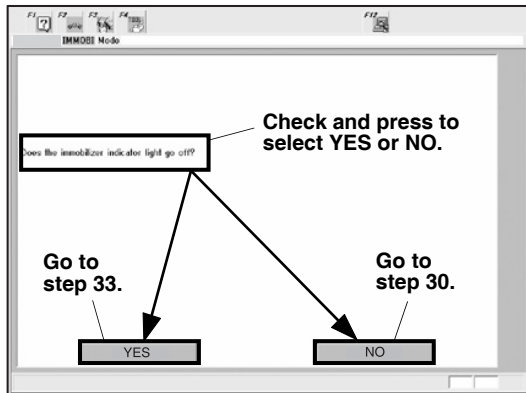 F1 F2 F3 F4 F12
IMMOBI Mode
Does the immobilizer indicator light go off?
Check and press to
select YES or NO.
Go to
step 33.
Go to
step 30.
YES
NO